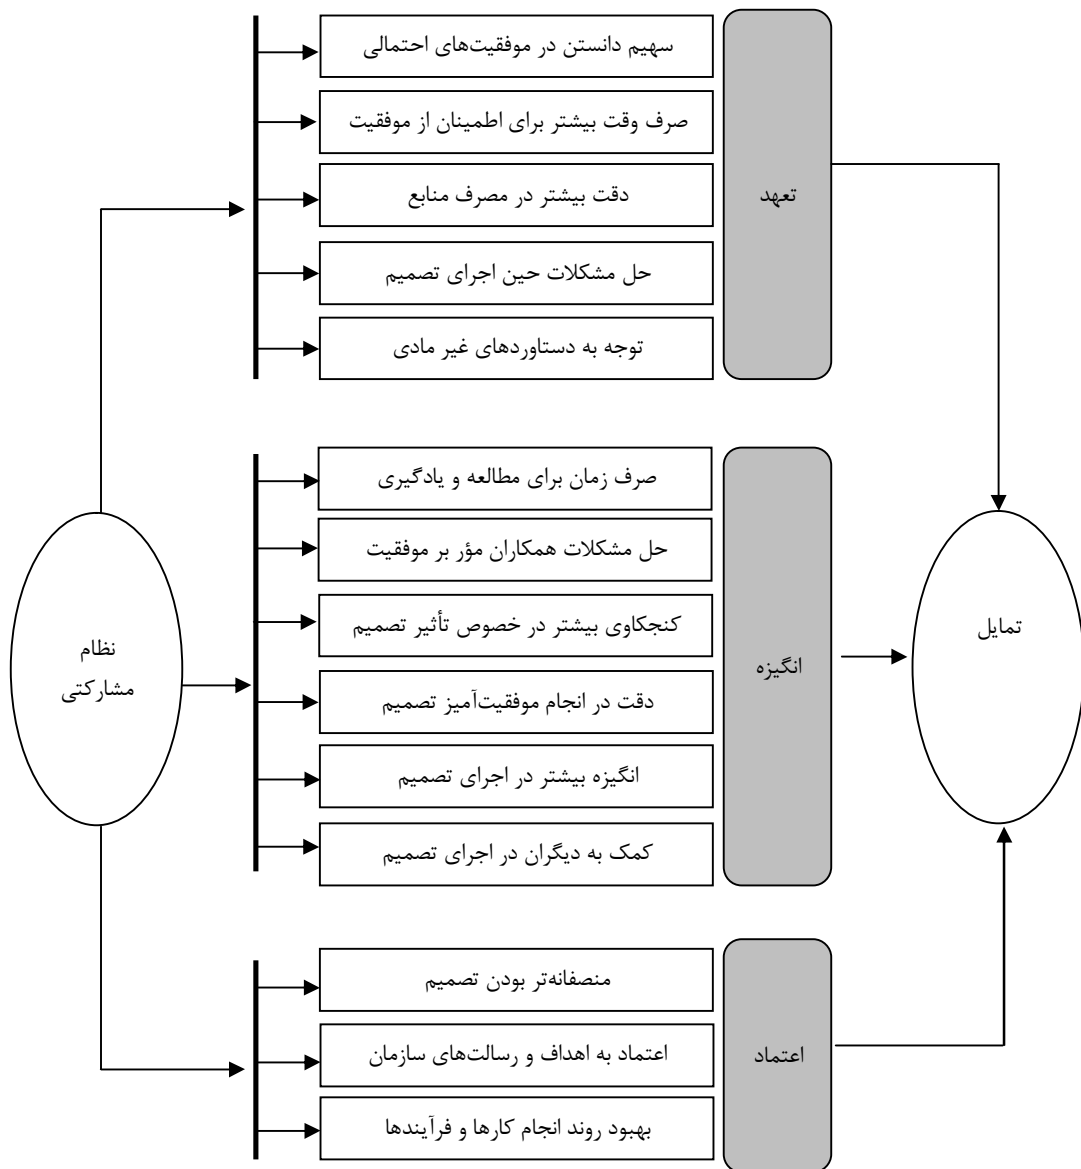 سهیم دانستن در موفقیت‌های احتمالی
صرف وقت بیشتر برای اطمینان از موفقیت
دقت بیشتر در مصرف منابع
حل مشکلات حین اجرای تصمیم
توجه به دستاوردهای غیر مادی
تعهد
صرف زمان برای مطالعه و یادگیری
حل مشکلات همکاران مؤر بر موفقیت
کنجکاوی بیشتر در خصوص تأثیر تصمیم
دقت در انجام موفقیت‌آمیز تصمیم
انگیزه بیشتر در اجرای تصمیم
کمک به دیگران در اجرای تصمیم
انگیزه
تمایل
نظام
مشارکتی
منصفانه‌تر بودن تصمیم
اعتماد به اهداف و رسالت‌های سازمان
بهبود روند انجام کارها و فرآیندها
اعتماد